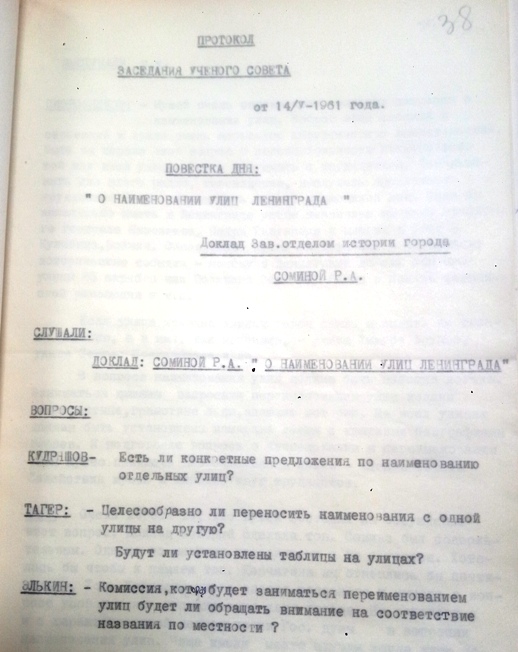 38
ПРОТОКОЛ
ЗАСЕДАНИЯ УЧЕНОГО СОВЕТА
от 14/V-1961 года.
ПОВЕСТКА ДНЯ:
" О НАИМЕНОВАНИИ УЛИЦ ЛЕНИНГРАДА "
Доклад Зав.отделом истории города
СОМИНОЙ Р.А.
СЛУШАЛИ:
ДОКЛАД: СОМИНОЙ Р.А. " О НАИМЕНОВАНИИ УЛИЦ ЛЕНИНГРАДА"
ВОПРОСЫ:
КУДРАШОВ- Есть ли конкретные предложения по наименованию
отдельных улиц?
ТАГЕР: - Целесообразно ли переносить наименования с одной
улицы на другую?
Будут ли установлены таблицы на улицах?
ЭЛЬКИН: - Комиссия, будет заниматься переименованием
улиц будет ли обращать внимание на соответствие
названия по местности ?